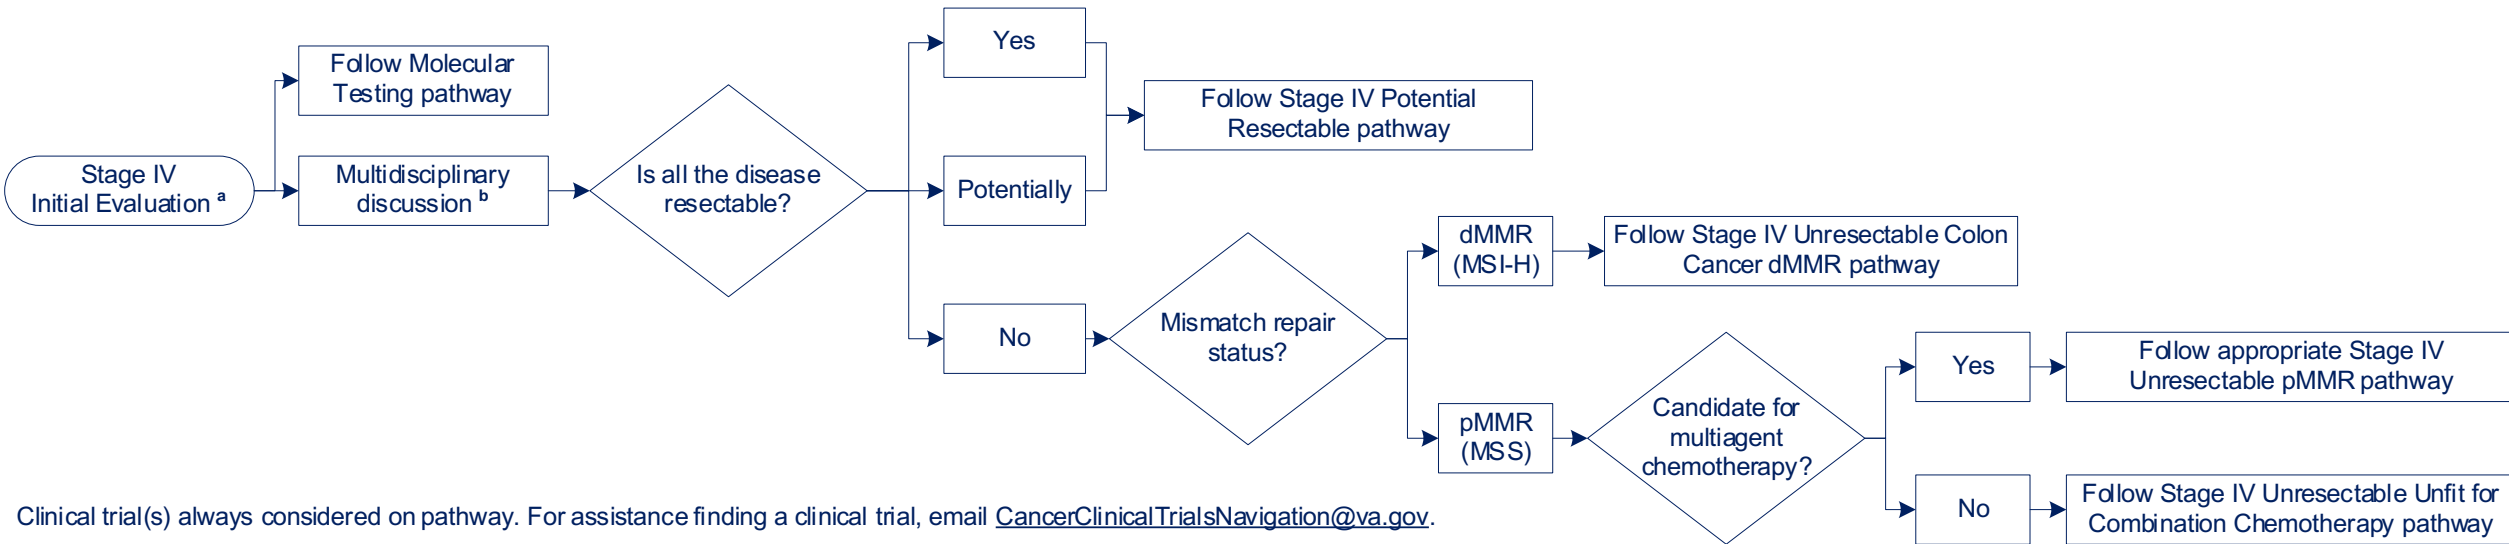 Stage IV
Initial Evaluation a
Follow Molecular
Testing pathway
Multidisciplinary
discussion b
Is all the disease
resectable?
Yes
Potentially
No
Follow Stage IV Potential
Resectable pathway
Mismatch repair
status?
dMMR
(MSI-H)
Follow Stage IV Unresectable Colon
Cancer dMMR pathway
pMMR
(MSS)
Candidate for
multiagent
chemotherapy?
Yes
Follow appropriate Stage IV
Unresectable pMMR pathway
No
Follow Stage IV Unresectable Unfit for
Combination Chemotherapy pathway
Clinical trial(s) always considered on pathway. For assistance finding a clinical trial, email CancerClinicalTrialsNavigation@va.gov.